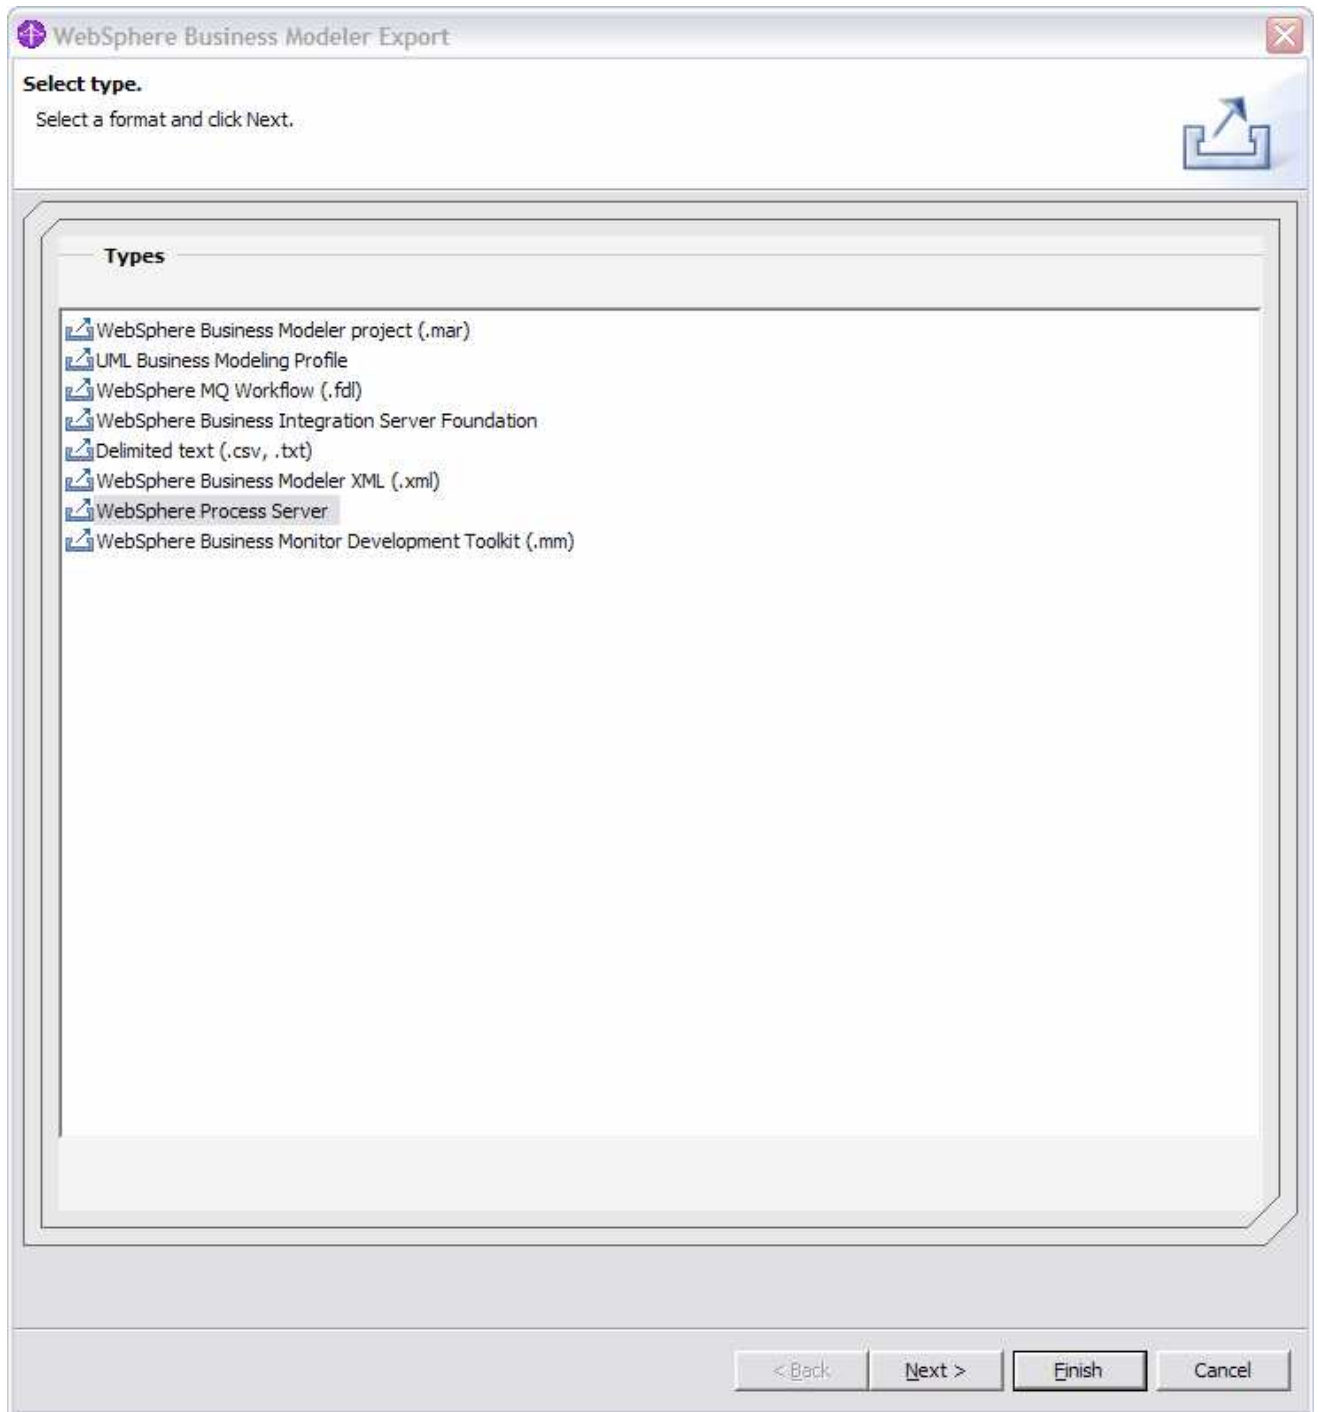 WebSphere Business Modeler Export
Select type.
Select a format and click Next.
Types
WebSphere Business Modeler project (.mar)
UML Business Modeling Profile
WebSphere MQ Workflow (.fdl)
WebSphere Business Integration Server Foundation
Delimited text (.csv, .txt)
WebSphere Business Modeler XML (.xml)
WebSphere Process Server
WebSphere Business Monitor Development Toolkit (.mm)
< Back Next > Finish Cancel